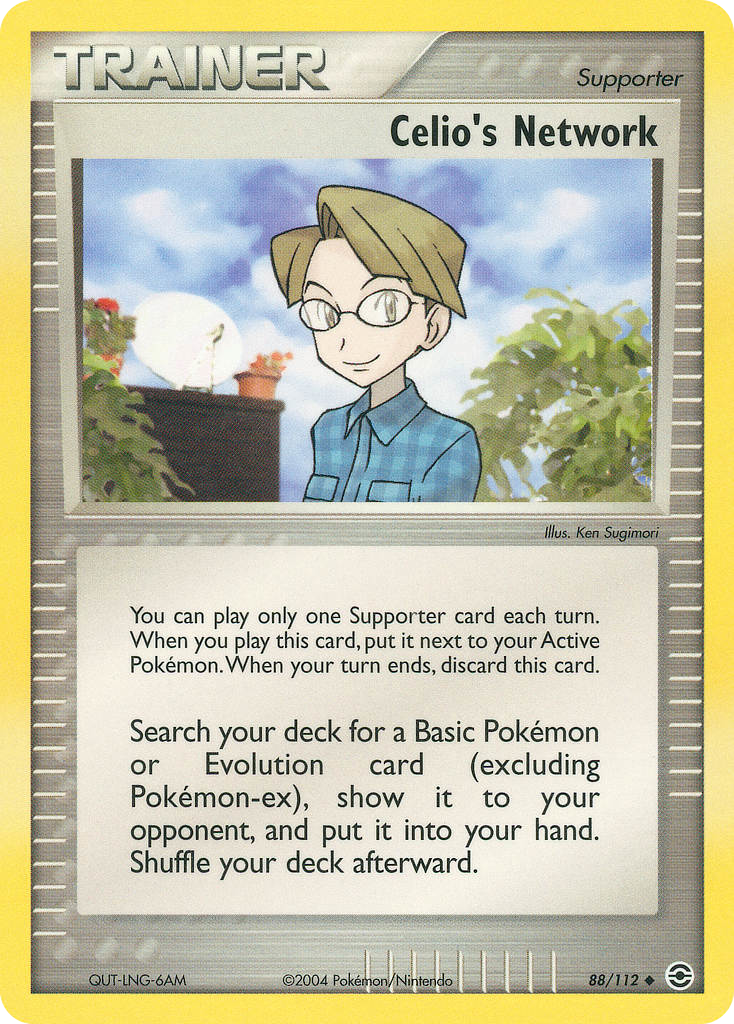 TRAINER
Supporter
Celio's Network
Illus. Ken Sugimori
You can play only one Supporter card each turn.
When you play this card, put it next to your Active
Pokémon. When your turn ends, discard this card.
Search your deck for a Basic Pokémon
or Evolution card (excluding
Pokémon-ex), show it to your
opponent, and put it into your hand.
Shuffle your deck afterward.
QUT-LNG-6AM
©2004 Pokémon/Nintendo
88/112